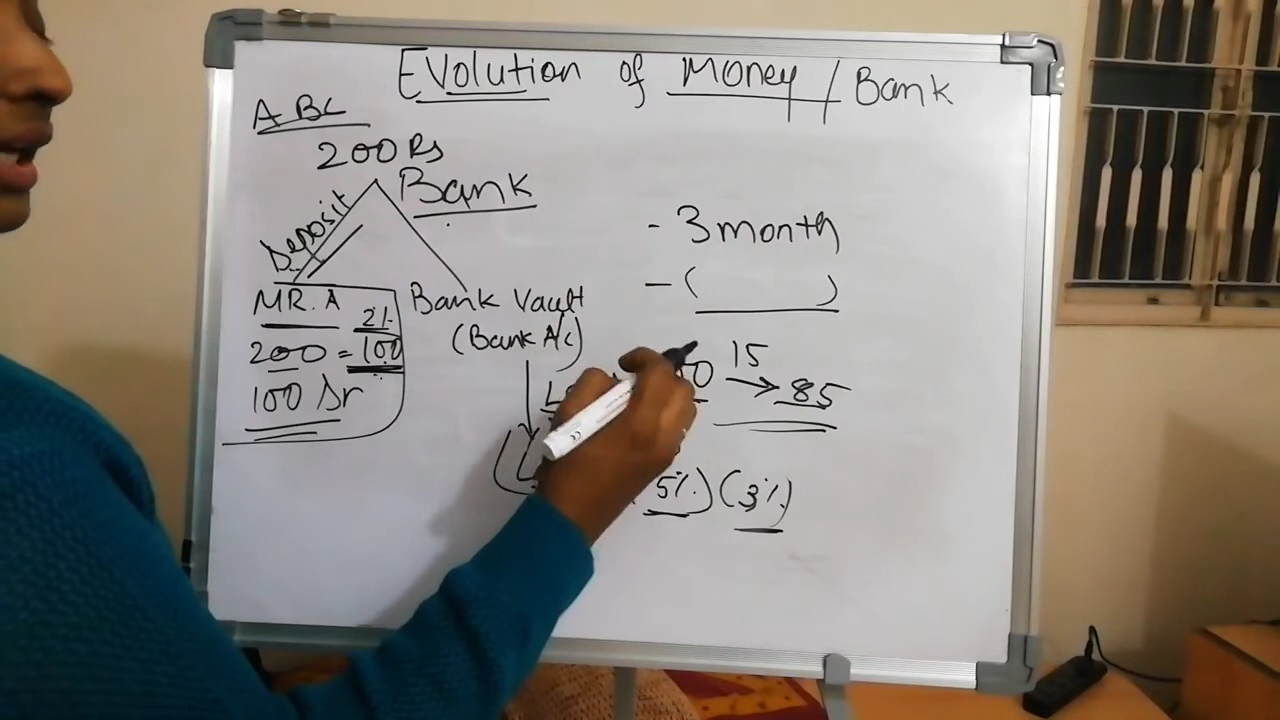 Evolution of Money / Bank
ABC
200 Rs
Bank
Deposit
MR. A
2%
200 = 100
100 Dr
Bank Vault
(Bank A/c)
- 3 month
- ( )
15
→ 85
5%) (3%)